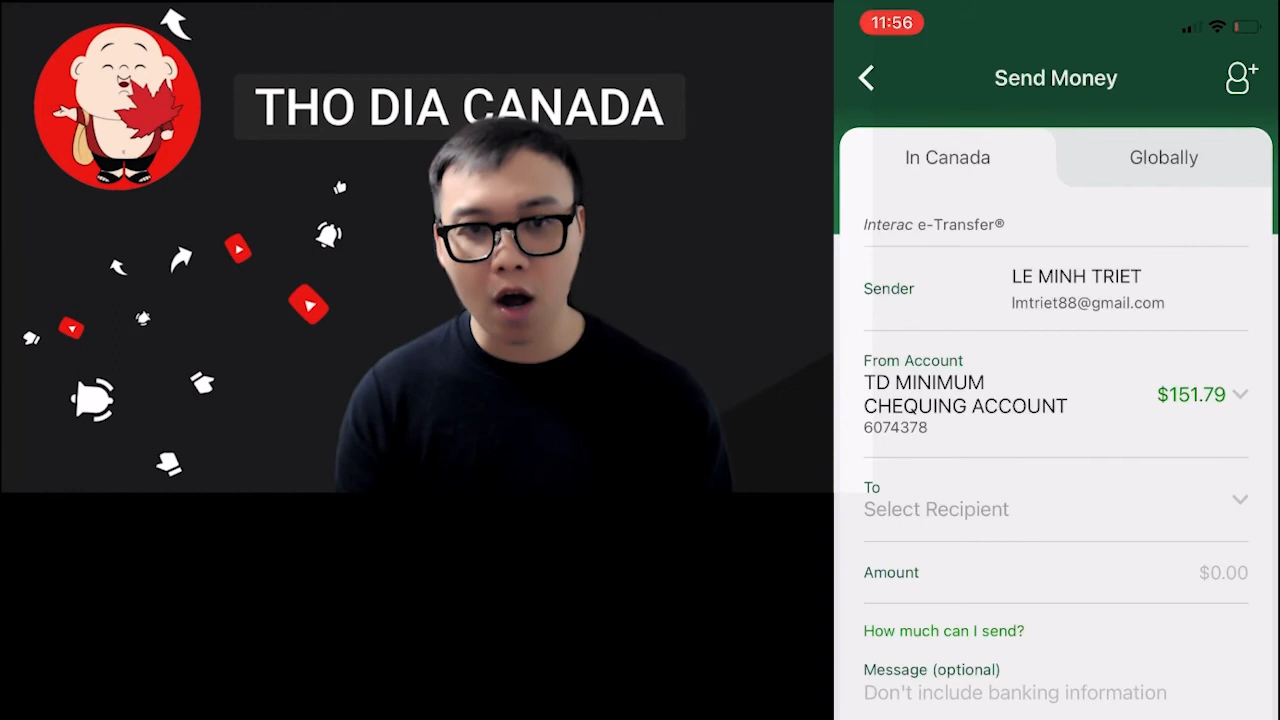 THO DIA CANADA
11:56
Send Money
In Canada
Globally
Interac e-Transfer®
Sender
LE MINH TRIET
lmtriet88@gmail.com
From Account
TD MINIMUM
CHEQUING ACCOUNT
$151.79
6074378
To
Select Recipient
Amount
$0.00
How much can I send?
Message (optional)
Don't include banking information